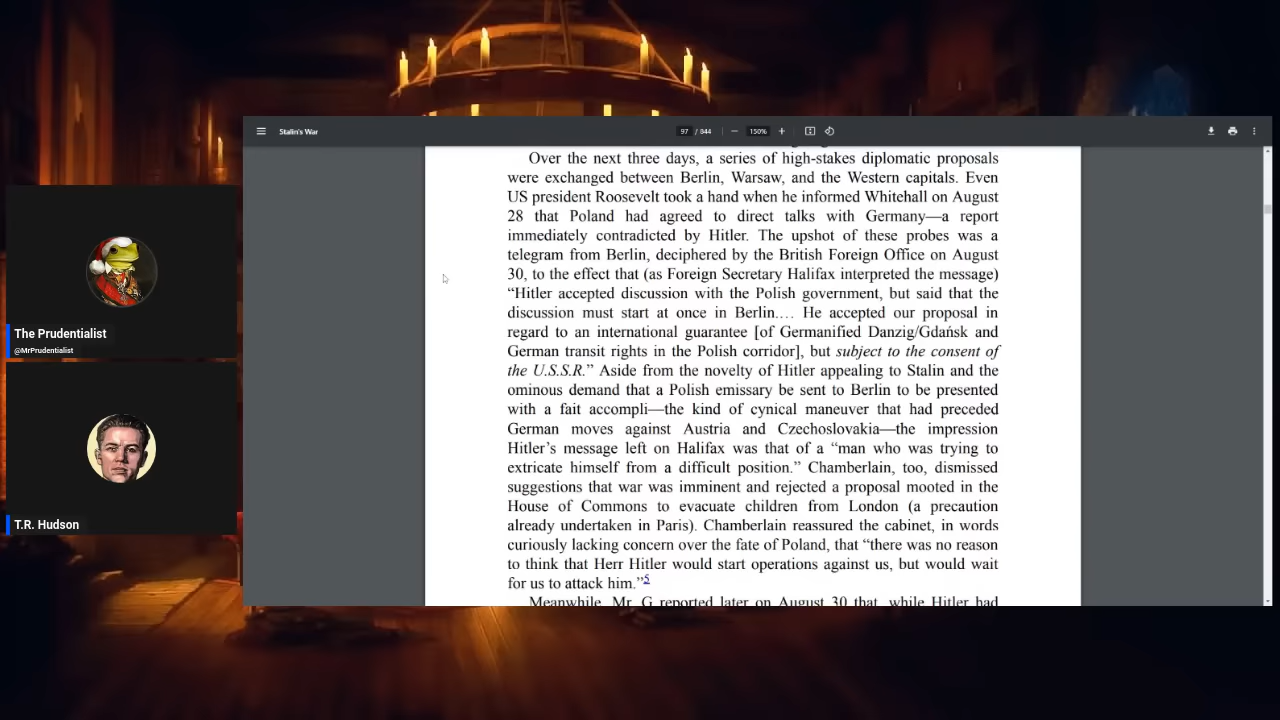 Stalin's War
97 / 844
150%
Over the next three days, a series of high-stakes diplomatic proposals
were exchanged between Berlin, Warsaw, and the Western capitals. Even
US president Roosevelt took a hand when he informed Whitehall on August
28 that Poland had agreed to direct talks with Germany—a report
immediately contradicted by Hitler. The upshot of these probes was a
telegram from Berlin, deciphered by the British Foreign Office on August
30, to the effect that (as Foreign Secretary Halifax interpreted the message)
“Hitler accepted discussion with the Polish government, but said that the
discussion must start at once in Berlin.… He accepted our proposal in
regard to an international guarantee [of Germanified Danzig/Gdańsk and
German transit rights in the Polish corridor], but subject to the consent of
the U.S.S.R.” Aside from the novelty of Hitler appealing to Stalin and the
ominous demand that a Polish emissary be sent to Berlin to be presented
with a fait accompli—the kind of cynical maneuver that had preceded
German moves against Austria and Czechoslovakia—the impression
Hitler’s message left on Halifax was that of a “man who was trying to
extricate himself from a difficult position.” Chamberlain, too, dismissed
suggestions that war was imminent and rejected a proposal mooted in the
House of Commons to evacuate children from London (a precaution
already undertaken in Paris). Chamberlain reassured the cabinet, in words
curiously lacking concern over the fate of Poland, that “there was no reason
to think that Herr Hitler would start operations against us, but would wait
for us to attack him.”5
Meanwhile, Mr. G reported later on August 30 that, while Hitler had
The Prudentialist
@MrPrudentialist
T.R. Hudson